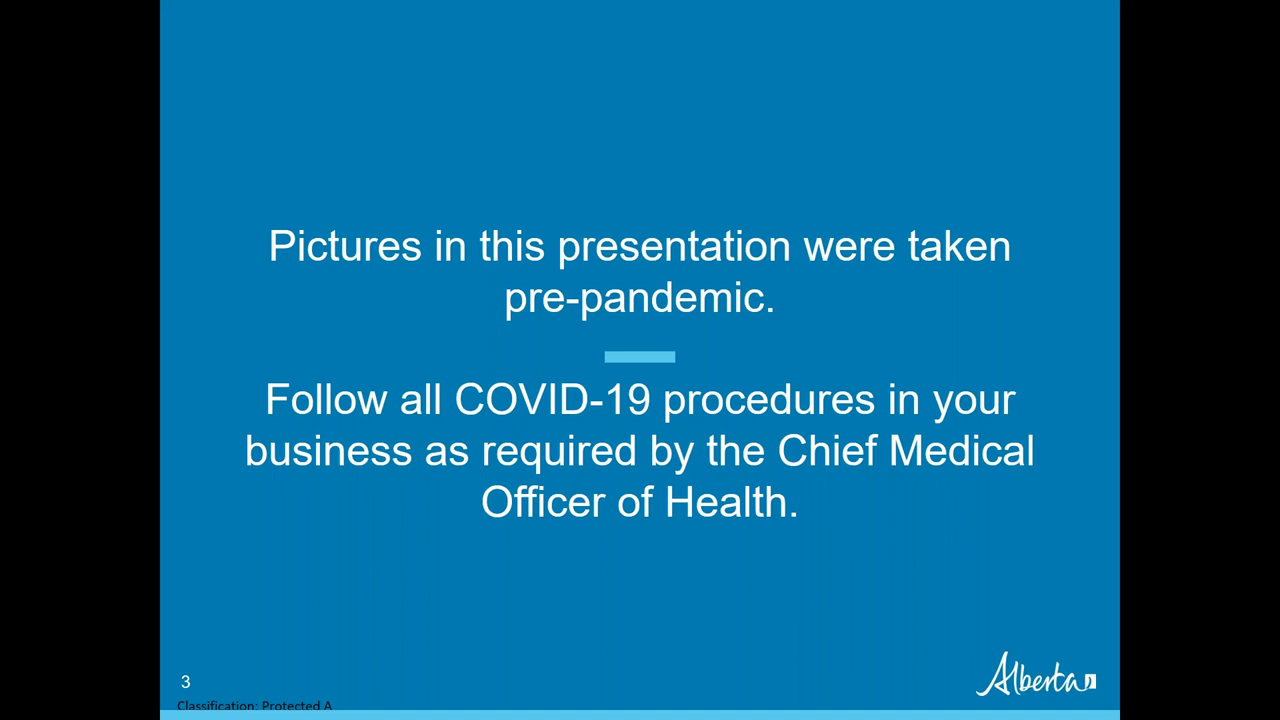 Pictures in this presentation were taken
pre-pandemic.
Follow all COVID-19 procedures in your
business as required by the Chief Medical
Officer of Health.
3
Alberta
Classification: Protected A